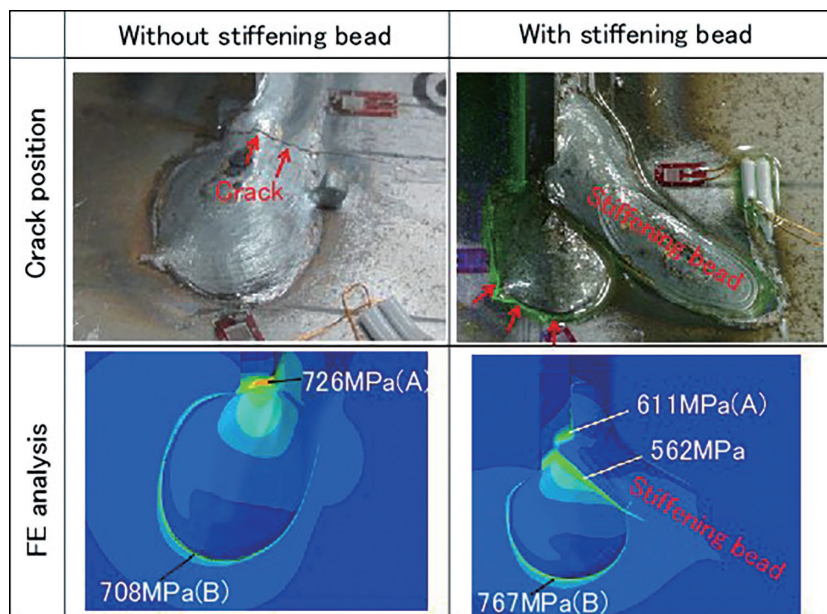 Without stiffening bead
With stiffening bead
Crack position
Crack
Stiffening bead
FE analysis
726MPa(A)
708MPa(B)
611MPa(A)
562MPa
Stiffening bead
767MPa(B)